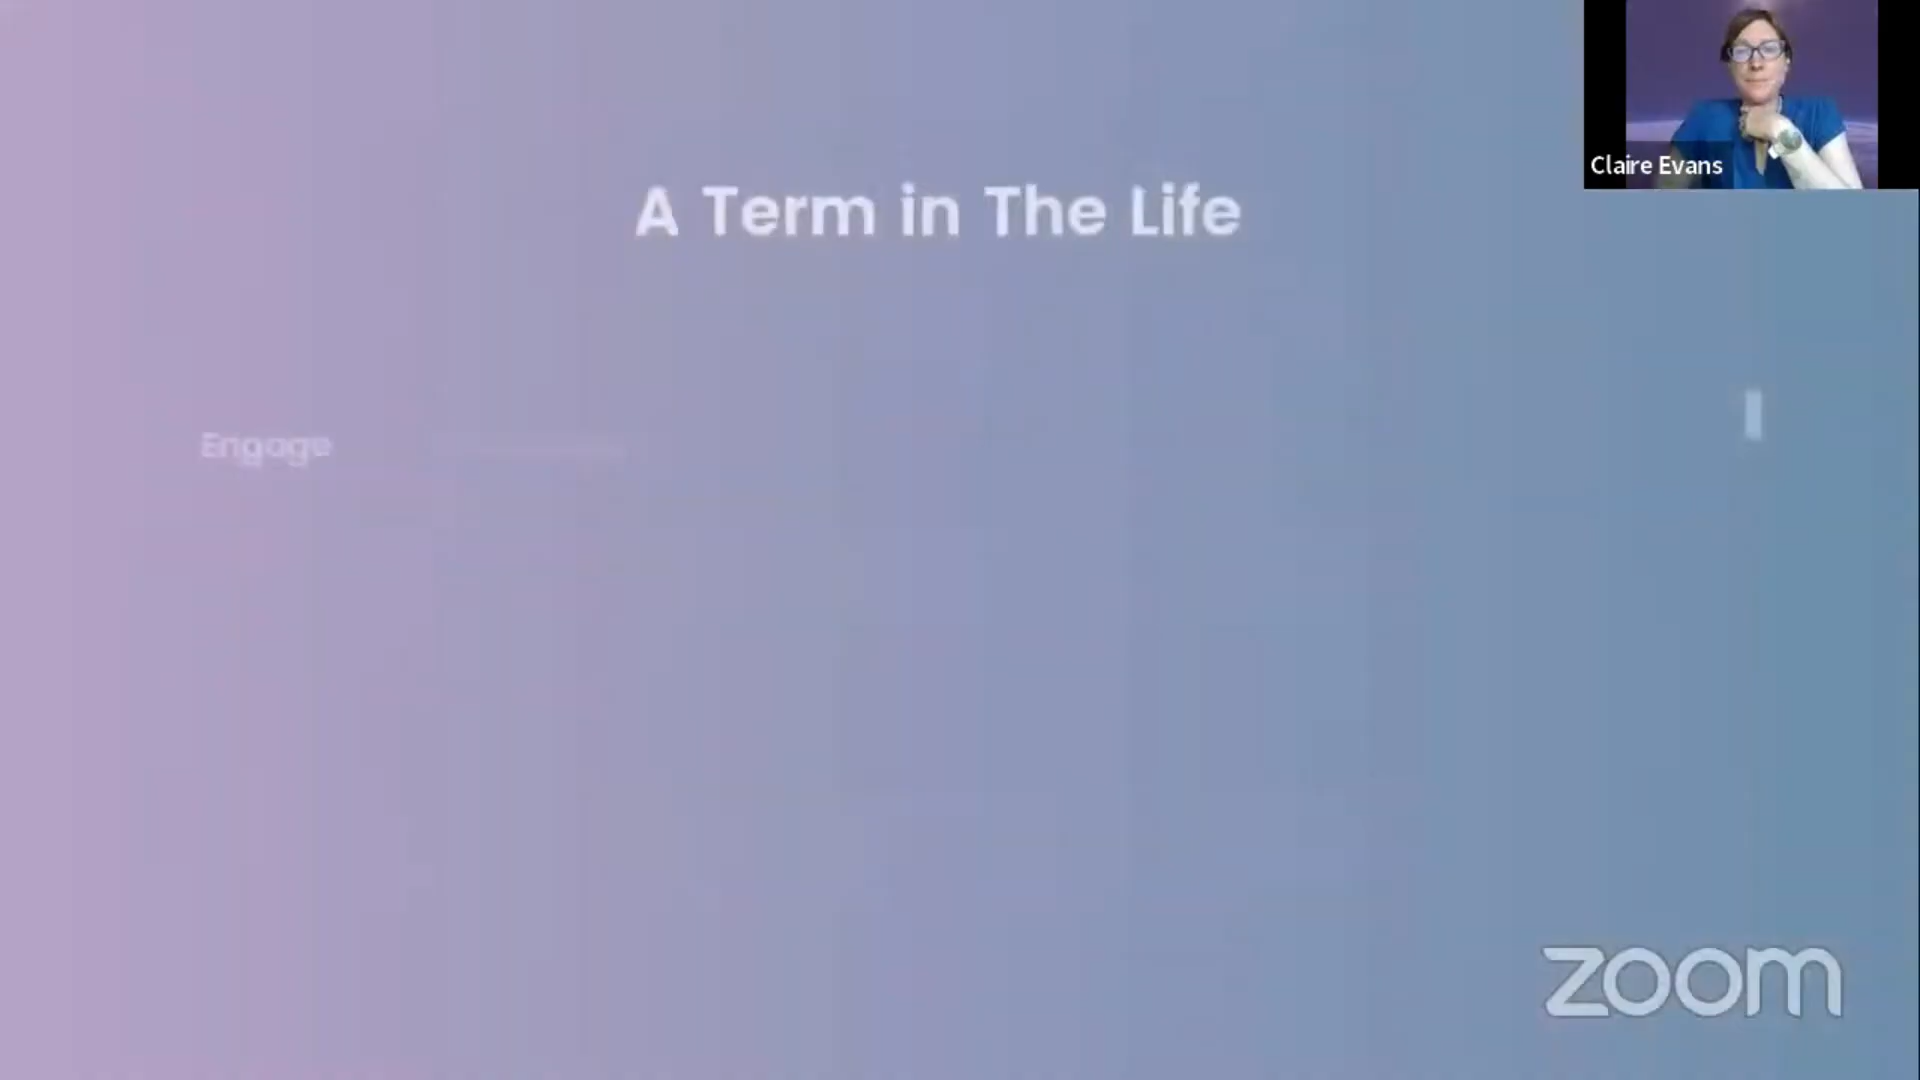 Claire Evans
A Term in The Life
Engage
zoom